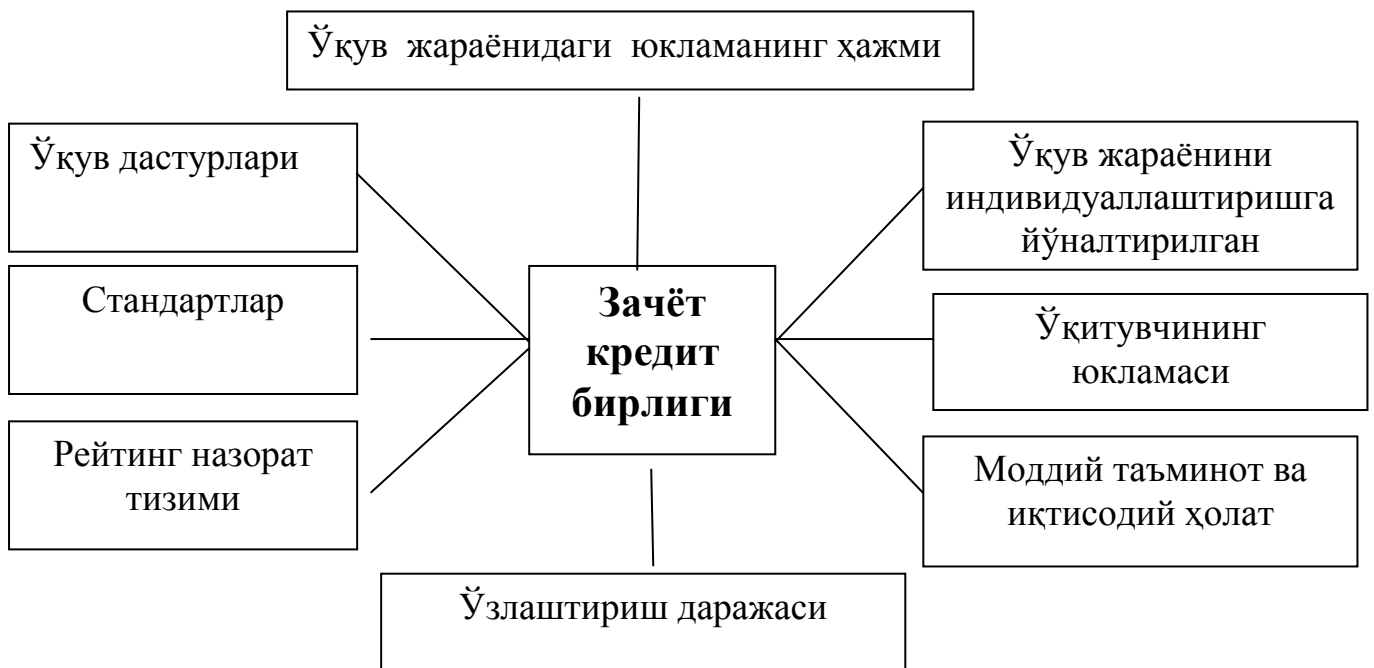 Ўқув жараёнидаги юкламанинг ҳажми
Ўқув дастурлари
Стандартлар
Рейтинг назорат
тизими
Зачёт
кредит
бирлиги
Ўқув жараёнини
индивидуаллаштиришга
йўналтирилган
Ўқитувчининг
юкламаси
Моддий таъминот ва
иқтисодий ҳолат
Ўзлаштириш даражаси